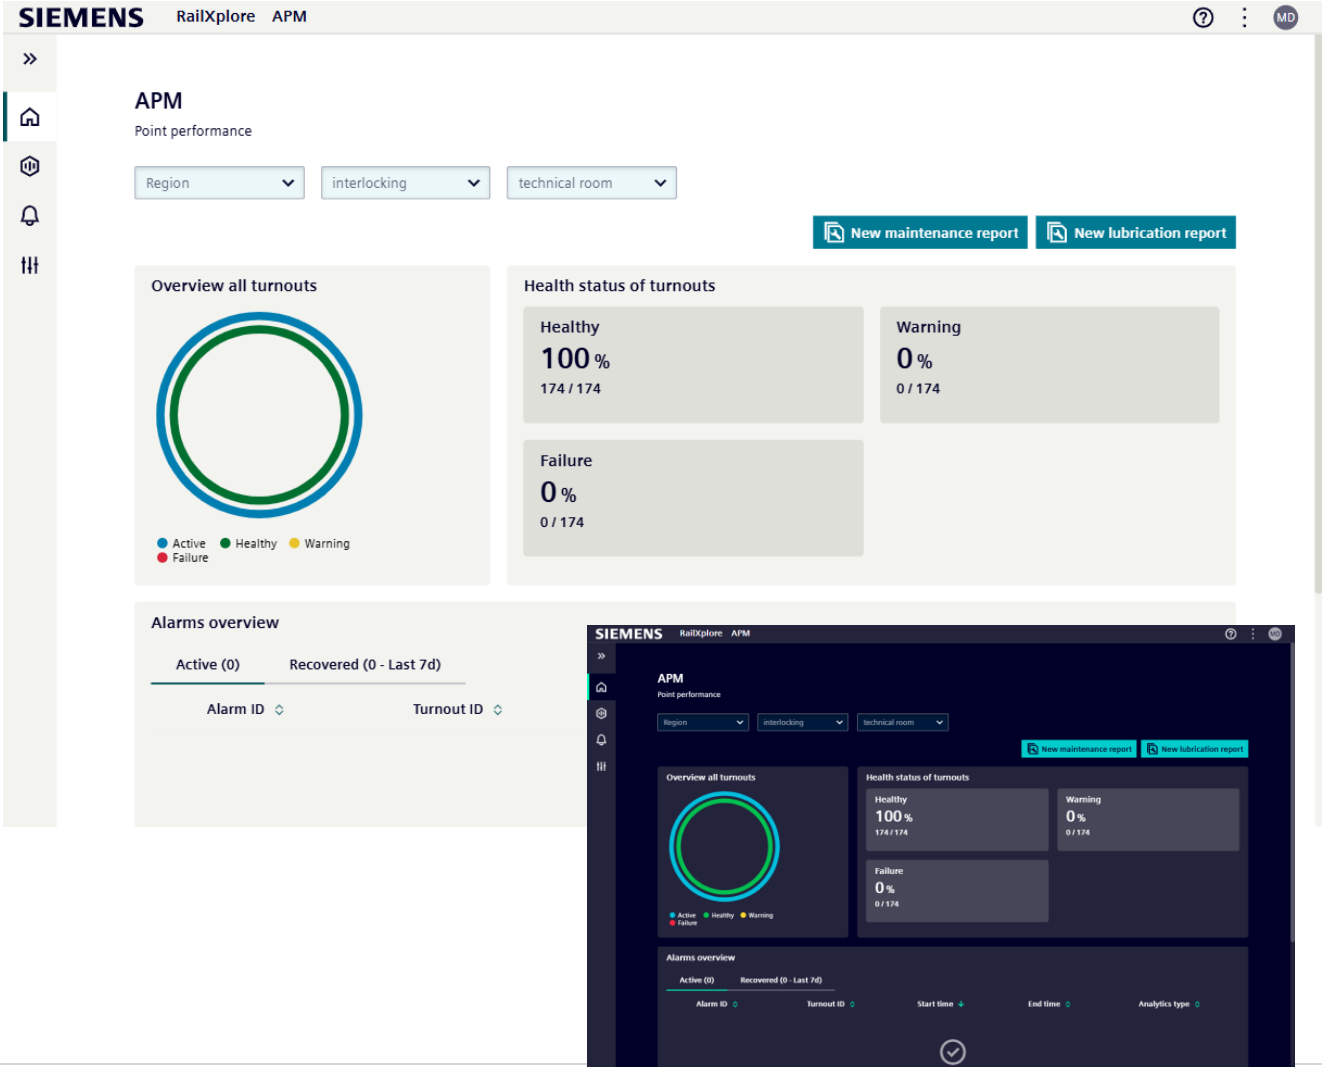 SIEMENS RailXplore APM MD
APM
Point performance
Region interlocking technical room
New maintenance report New lubrication report
Overview all turnouts
Active Healthy Warning
Failure
Health status of turnouts
Healthy
100 %
174 / 174
Warning
0 %
0 / 174
Failure
0 %
0 / 174
Alarms overview
Active (0) Recovered (0 - Last 7d)
Alarm ID Turnout ID
SIEMENS RailXplore APM MD
APM
Point performance
Region interlocking technical room
New maintenance report New lubrication report
Overview all turnouts
Active Healthy Warning
Failure
Health status of turnouts
Healthy
100 %
174 / 174
Warning
0 %
0 / 174
Failure
0 %
0 / 174
Alarms overview
Active (0) Recovered (0 - Last 7d)
Alarm ID Turnout ID Start time End time Analytics type